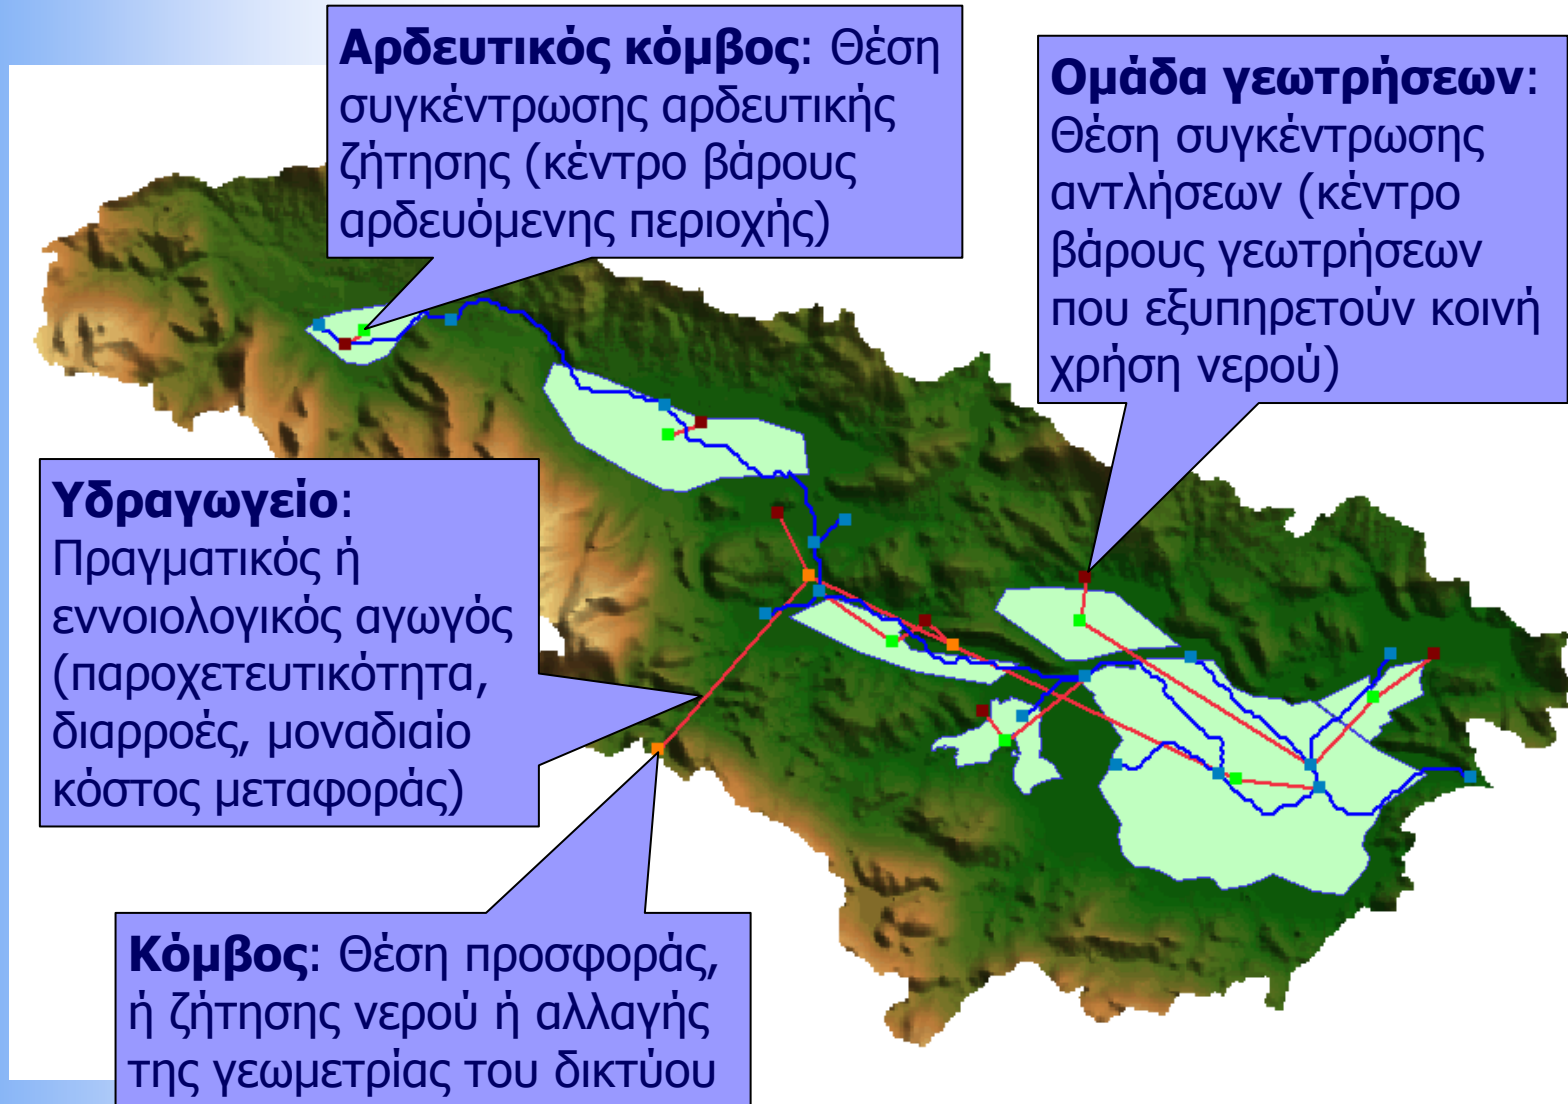 Αρδευτικός κόμβος: Θέση
συγκέντρωσης αρδευτικής
ζήτησης (κέντρο βάρους
αρδευόμενης περιοχής)
Ομάδα γεωτρήσεων:
Θέση συγκέντρωσης
αντλήσεων (κέντρο
βάρους γεωτρήσεων
που εξυπηρετούν κοινή
χρήση νερού)
Υδραγωγείο:
Πραγματικός ή
εννοιολογικός αγωγός
(παροχετευτικότητα,
διαρροές, μοναδιαίο
κόστος μεταφοράς)
Κόμβος: Θέση προσφοράς,
ή ζήτησης νερού ή αλλαγής
της γεωμετρίας του δικτύου